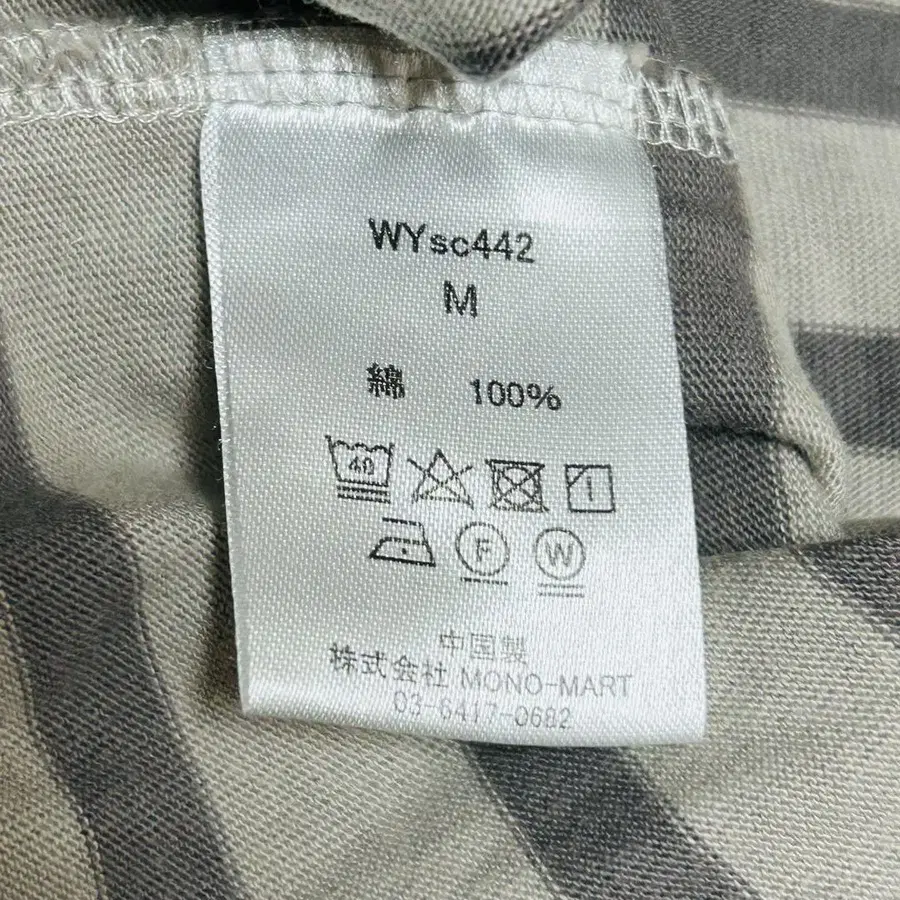 WYsc442
M
綿 100%
40
F W
中国製
株式会社 MONO-MART
03-6417-0682